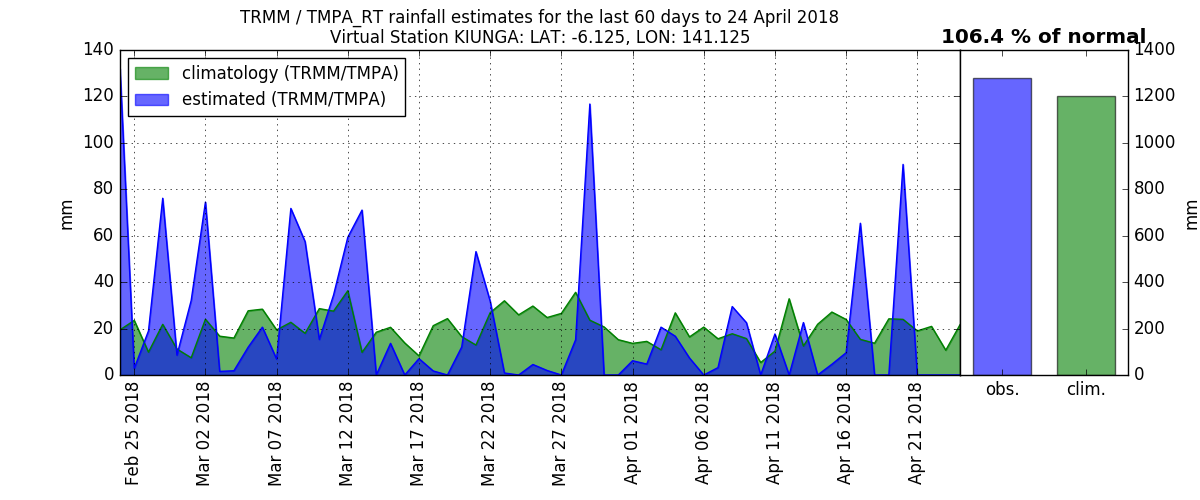 TRMM / TMPA_RT rainfall estimates for the last 60 days to 24 April 2018
Virtual Station KIUNGA: LAT: -6.125, LON: 141.125
106.4 % of normal
climatology (TRMM/TMPA)
estimated (TRMM/TMPA)
140
120
100
80
60
40
20
0
mm
Feb 25 2018
Mar 02 2018
Mar 07 2018
Mar 12 2018
Mar 17 2018
Mar 22 2018
Mar 27 2018
Apr 01 2018
Apr 06 2018
Apr 11 2018
Apr 16 2018
Apr 21 2018
obs.
clim.
1400
1200
1000
800
600
400
200
0
mm